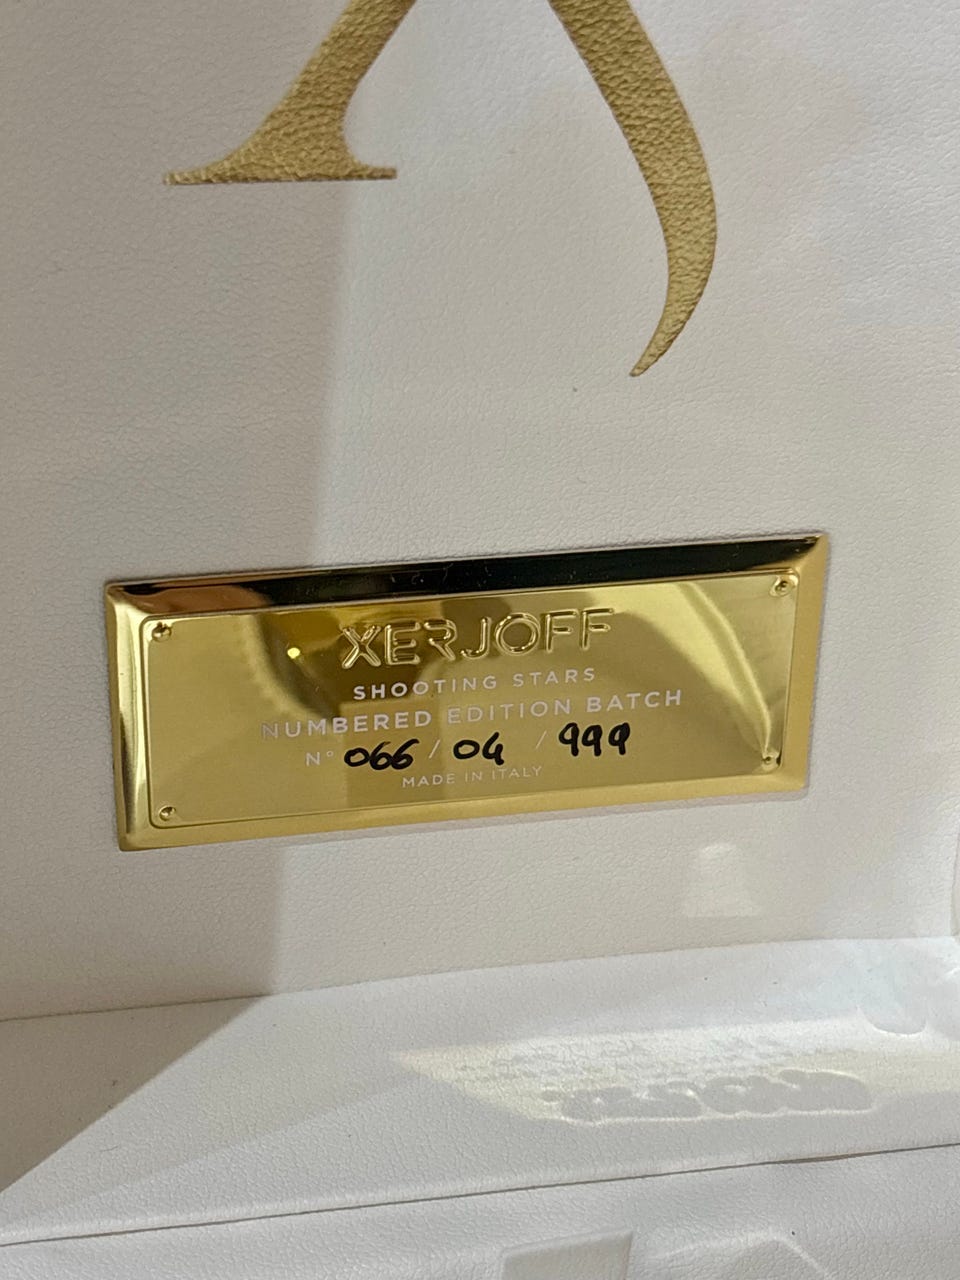 XERJOFF
SHOOTING STARS
NUMBERED EDITION BATCH
N° 066 / 04 / 999
MADE IN ITALY